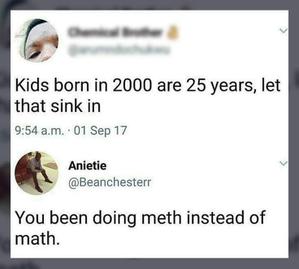 Kids born in 2000 are 25 years, let
that sink in
9:54 a.m. · 01 Sep 17
Anietie
@Beanchesterr
You been doing meth instead of
math.